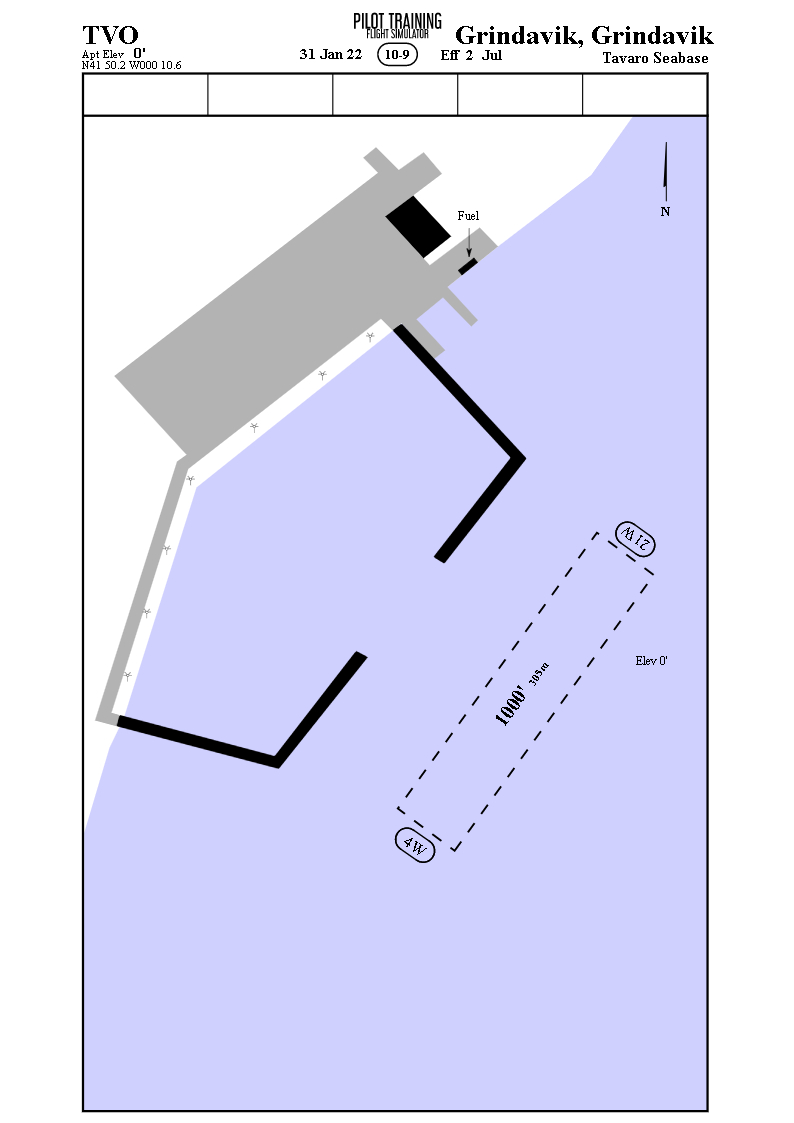 TVO
Apt Elev 0'
N41 50.2 W000 10.6
PILOT TRAINING
FLIGHT SIMULATOR
31 Jan 22 10-9 Eff 2 Jul
Grindavik, Grindavik
Tavaro Seabase
N
Fuel
21W
Elev 0'
1000' 305m
4W